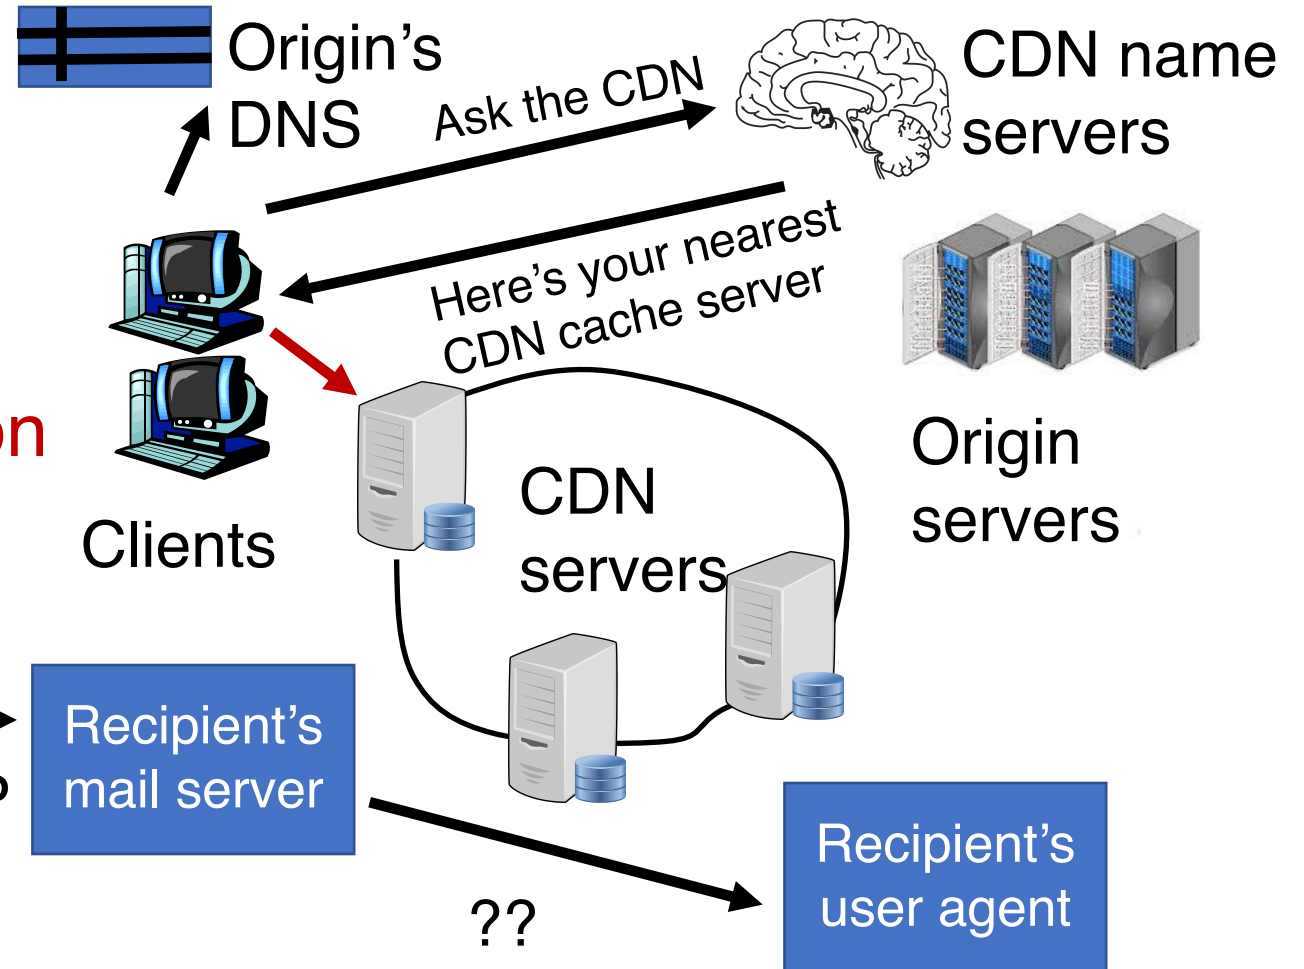 Origin's
DNS
Ask the CDN
CDN name
servers
Here's your nearest
CDN cache server
on
Clients
CDN
servers
Origin
servers
Recipient's
mail server
Recipient's
user agent
??